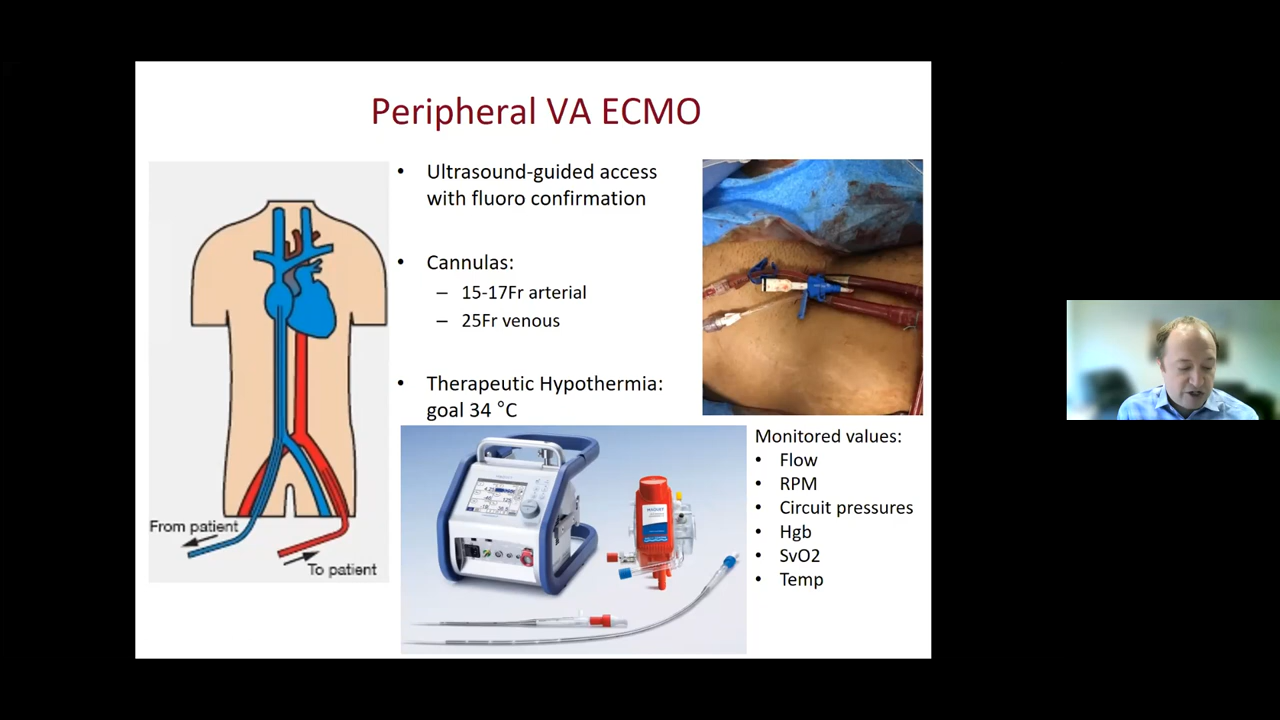 Peripheral VA ECMO
• Ultrasound-guided access
with fluoro confirmation
• Cannulas:
– 15-17Fr arterial
– 25Fr venous
• Therapeutic Hypothermia:
goal 34 °C
From patient
To patient
Monitored values:
• Flow
• RPM
• Circuit pressures
• Hgb
• SvO2
• Temp
MAQUET